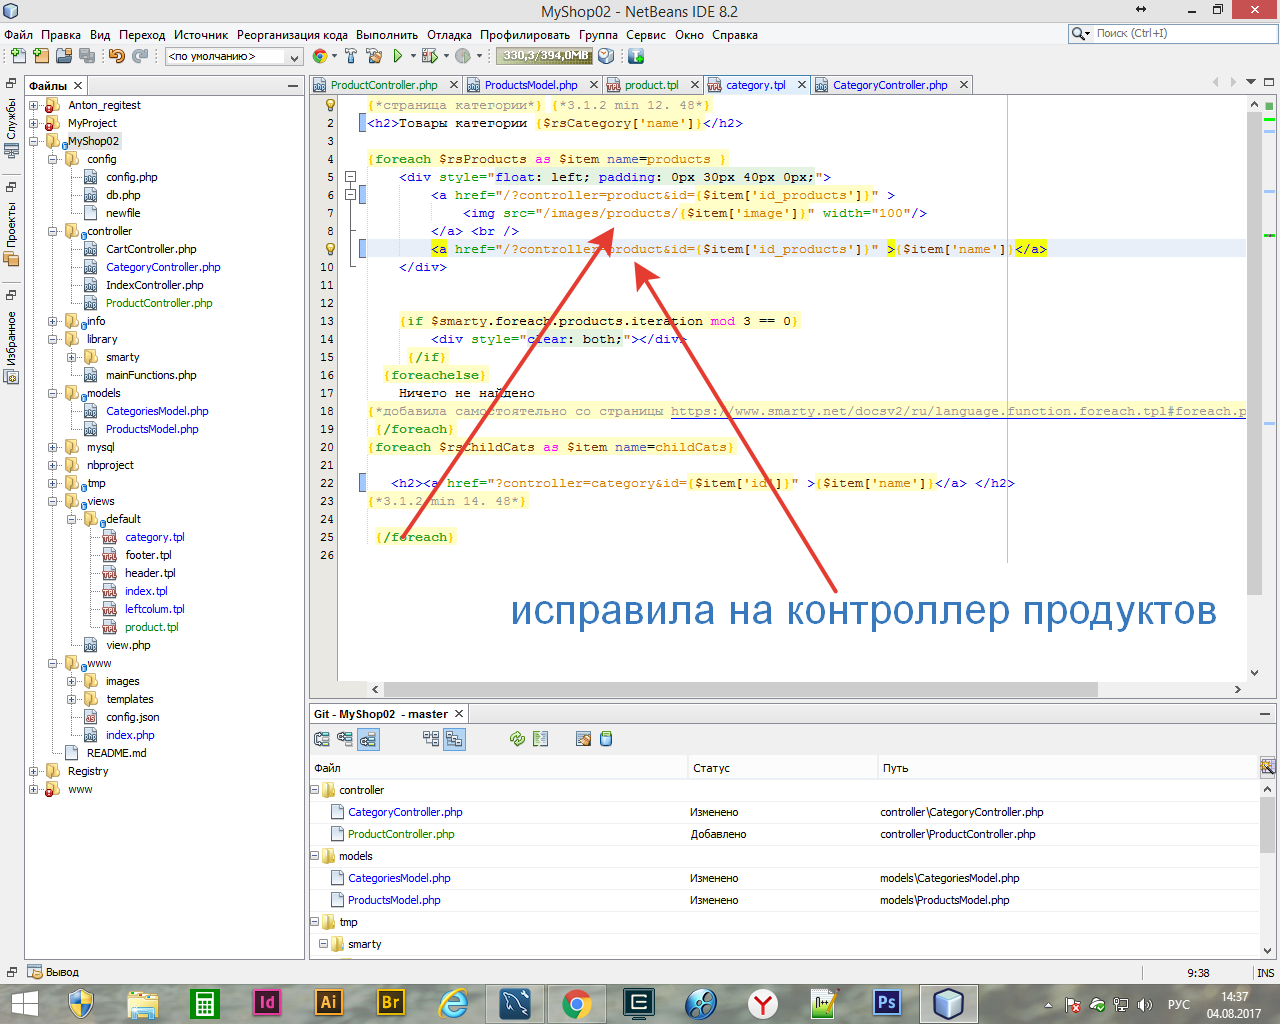 MyShop02 - NetBeans IDE 8.2
Файл Правка Вид Переход Источник Реорганизация кода Выполнить Отладка Профилировать Группа Сервис Окно Справка
Поиск (Ctrl+I)
<по умолчанию>
330,3/394,0MB
Файлы
ProductController.php
ProductsModel.php
product.tpl
category.tpl
CategoryController.php
Службы
Проекты
Избранное
Anton_regitest
MyProject
MyShop02
config
config.php
db.php
newfile
controller
CartController.php
CategoryController.php
IndexController.php
ProductController.php
info
library
smarty
mainFunctions.php
models
CategoriesModel.php
ProductsModel.php
mysql
nbproject
tmp
views
default
category.tpl
footer.tpl
header.tpl
index.tpl
leftcolum.tpl
product.tpl
view.php
www
images
templates
config.json
index.php
README.md
Registry
www
{*страница категории*} {*3.1.2 min 12. 48*}
2 <h2>Товары категории {$rsCategory['name']}</h2>
3
4 {foreach $rsProducts as $item name=products }
5 <div style="float: left; padding: 0px 30px 40px 0px;">
6 <a href="/?controller=product&id={$item['id_products']}" >
7 <img src="/images/products/{$item['image']}" width="100"/>
8 </a> <br />
<a href="/?controller=product&id={$item['id_products']}" >{$item['name']}</a>
10 </div>
11
12
13 {if $smarty.foreach.products.iteration mod 3 == 0}
14 <div style="clear: both;"></div>
15 {/if}
16 {foreachelse}
17 Ничего не найдено
18 {*добавила самостоятельно со страницы https://www.smarty.net/docsv2/ru/language.function.foreach.tpl#foreach.p
19 {/foreach}
20 {foreach $rsChildCats as $item name=childCats}
21
22 <h2><a href="?controller=category&id={$item['id']}" >{$item['name']}</a> </h2>
23 {*3.1.2 min 14. 48*}
24
25 {/foreach}
26
исправила на контроллер продуктов
Git - MyShop02 - master
Файл Статус Путь
controller
CategoryController.php Изменено controller\CategoryController.php
ProductController.php Добавлено controller\ProductController.php
models
CategoriesModel.php Изменено models\CategoriesModel.php
ProductsModel.php Изменено models\ProductsModel.php
tmp
smarty
Вывод
9:38 INS
Id Ai Br Ps
РУС
14:37
04.08.2017